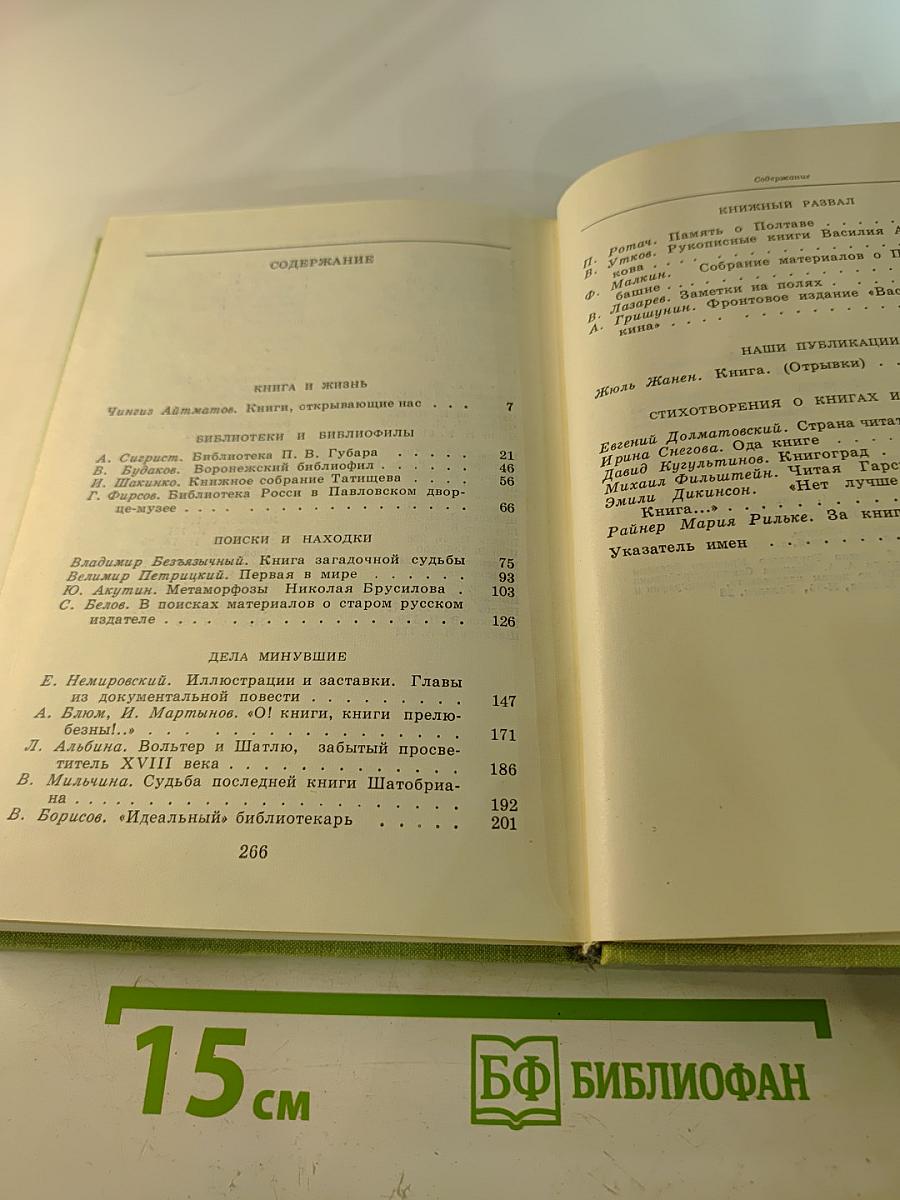 СОДЕРЖАНИЕ
КНИГА И ЖИЗНЬ
Чингиз Айтматов. Книги, открывающие нас . . . 7
БИБЛИОТЕКИ И БИБЛИОФИЛЫ
А. Сигрист. Библиотека П. В. Губара . . . . . 21
В. Будаков. Воронежский библиофил . . . . . . 46
И. Шакинко. Книжное собрание Татищева . . . . 56
Г. Фирсов. Библиотека Росси в Павловском двор-
це-музее . . . . . . . . . . . . . . . . . 66
ПОИСКИ И НАХОДКИ
Владимир Безъязычный. Книга загадочной судьбы 75
Велимир Петрицкий. Первая в мире . . . . . . 93
Ю. Акутин. Метаморфозы Николая Брусилова . 103
С. Белов. В поисках материалов о старом русском
издателе . . . . . . . . . . . . . . . . . 126
ДЕЛА МИНУВШИЕ
Е. Немировский. Иллюстрации и заставки. Главы
из документальной повести . . . . . . . . . 147
А. Блюм, И. Мартынов. «О! книги, книги прелю-
безны!..» . . . . . . . . . . . . . . . . 171
Л. Альбина. Вольтер и Шатлю, забытый просве-
титель XVIII века . . . . . . . . . . . . . 186
В. Мильчина. Судьба последней книги Шатобриа-
на . . . . . . . . . . . . . . . . . . . . 192
В. Борисов. «Идеальный» библиотекарь . . . . . 201
266
Содержание
КНИЖНЫЙ РАЗВАЛ
П. Ротач. Память о Полтаве . . . . .
В. Утков. Рукописные книги Василия А
кова . . . . . . . . . . . .
Ф. Малкин. Собрание материалов о П
башне . . . . . . . . . . . .
В. Лазарев. Заметки на полях . . . . .
А. Гришунин. Фронтовое издание «Вас
кина» . . . . . . . . . . . .
НАШИ ПУБЛИКАЦИИ
Жюль Жанен. Книга. (Отрывки) . .
СТИХОТВОРЕНИЯ О КНИГАХ И
Евгений Долматовский. Страна читат
Ирина Снегова. Ода книге . . . . .
Давид Кугультинов. Книгоград . .
Михаил Фильштейн. Читая Гарс
Эмили Дикинсон. «Нет лучше
Книга...» . . . . . . . . .
Райнер Мария Рильке. За книг
Указатель имен . . . . . . .
15 см
БФ БИБЛИОФАН